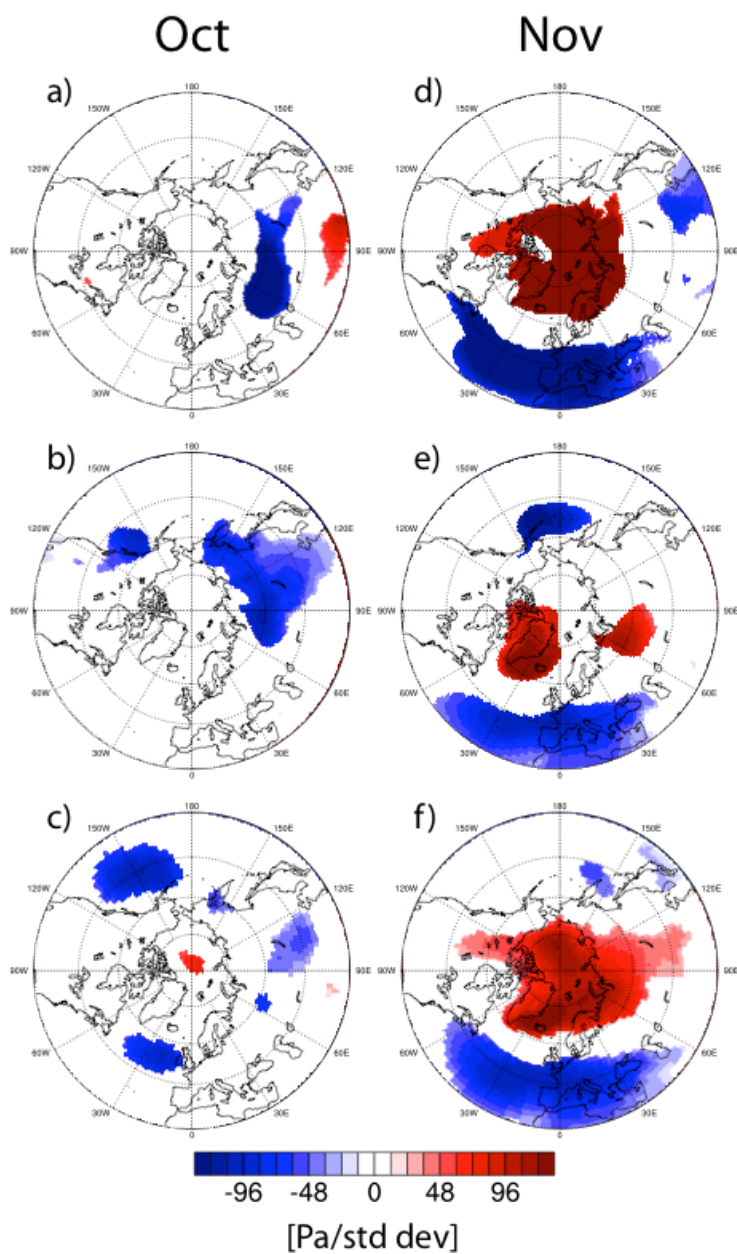 Oct
Nov
a)
180
150W
150E
120W
120E
90W
90E
60W
60E
30W
30E
0
d)
180
150W
150E
120W
120E
90W
90E
60W
60E
30W
30E
0
b)
180
150W
150E
120W
120E
90W
90E
60W
60E
30W
30E
0
e)
180
150W
150E
120W
120E
90W
90E
60W
60E
30W
30E
0
c)
180
150W
150E
120W
120E
90W
90E
60W
60E
30W
30E
0
f)
180
150W
150E
120W
120E
90W
90E
60W
60E
30W
30E
0
-96 -48 0 48 96
[Pa/std dev]